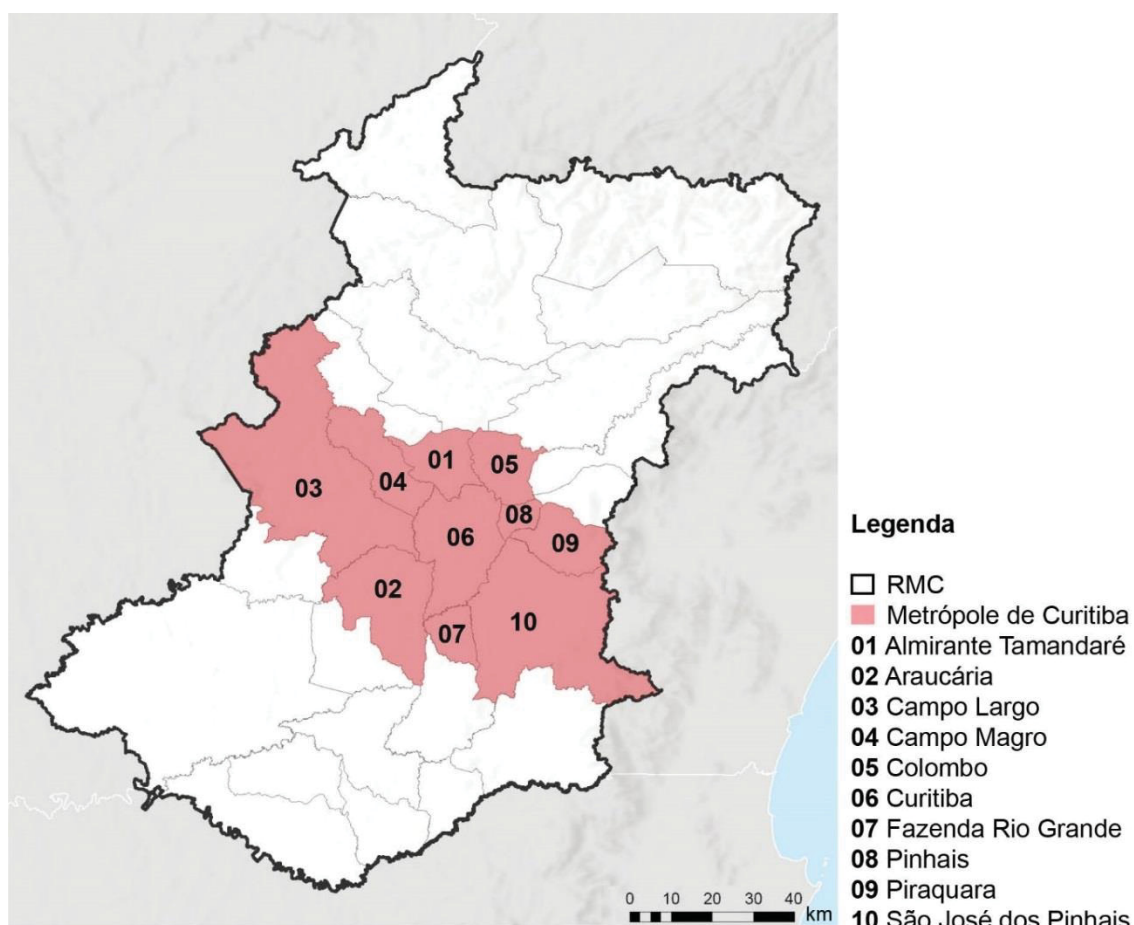 01
05
04
03
08
06
09
02
10
07
Legenda
RMC
Metrópole de Curitiba
01 Almirante Tamandaré
02 Araucária
03 Campo Largo
04 Campo Magro
05 Colombo
06 Curitiba
07 Fazenda Rio Grande
08 Pinhais
09 Piraquara
10 São José dos Pinhais
0 10 20 30 40
km